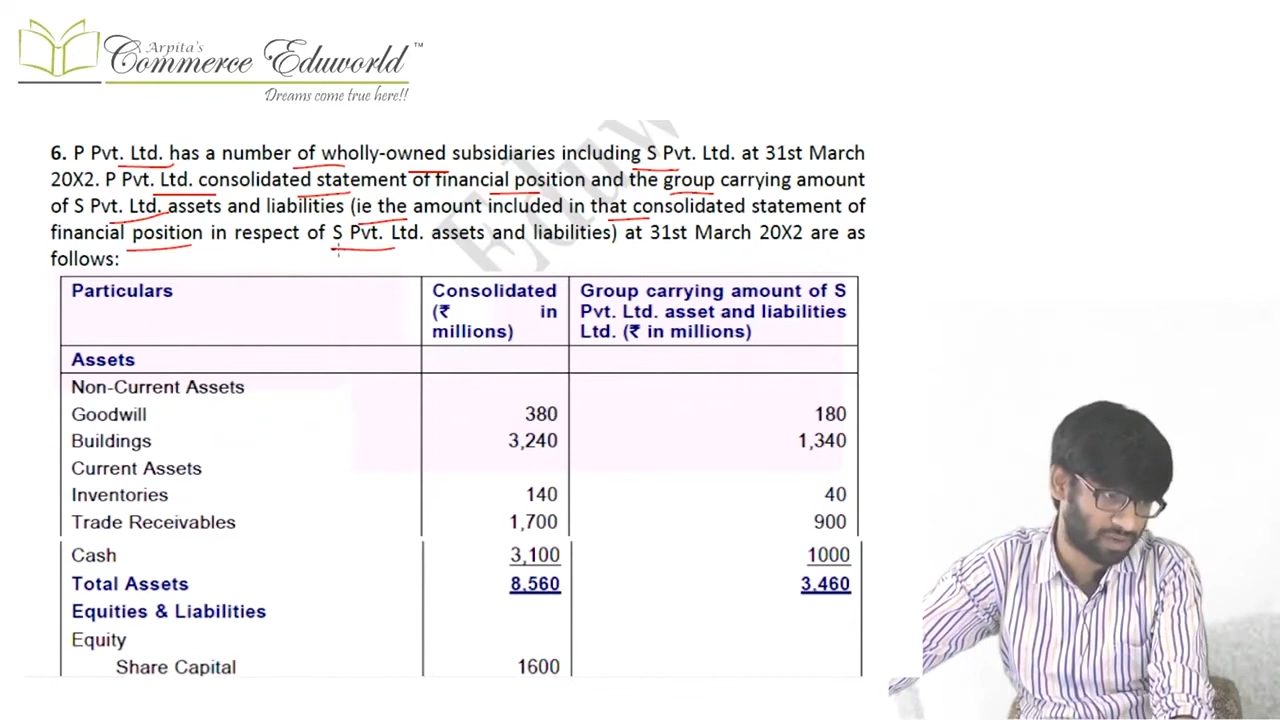 Arpita's
Commerce Eduworld™
Dreams come true here!!
6. P Pvt. Ltd. has a number of wholly-owned subsidiaries including S Pvt. Ltd. at 31st March
20X2. P Pvt. Ltd. consolidated statement of financial position and the group carrying amount
of S Pvt. Ltd. assets and liabilities (ie the amount included in that consolidated statement of
financial position in respect of S Pvt. Ltd. assets and liabilities) at 31st March 20X2 are as
follows:
Particulars Consolidated (₹ in millions) Group carrying amount of S Pvt. Ltd. asset and liabilities Ltd. (₹ in millions)
Assets
Non-Current Assets
Goodwill 380 180
Buildings 3,240 1,340
Current Assets
Inventories 140 40
Trade Receivables 1,700 900
Cash 3,100 1000
Total Assets 8,560 3,460
Equities & Liabilities
Equity
Share Capital 1600